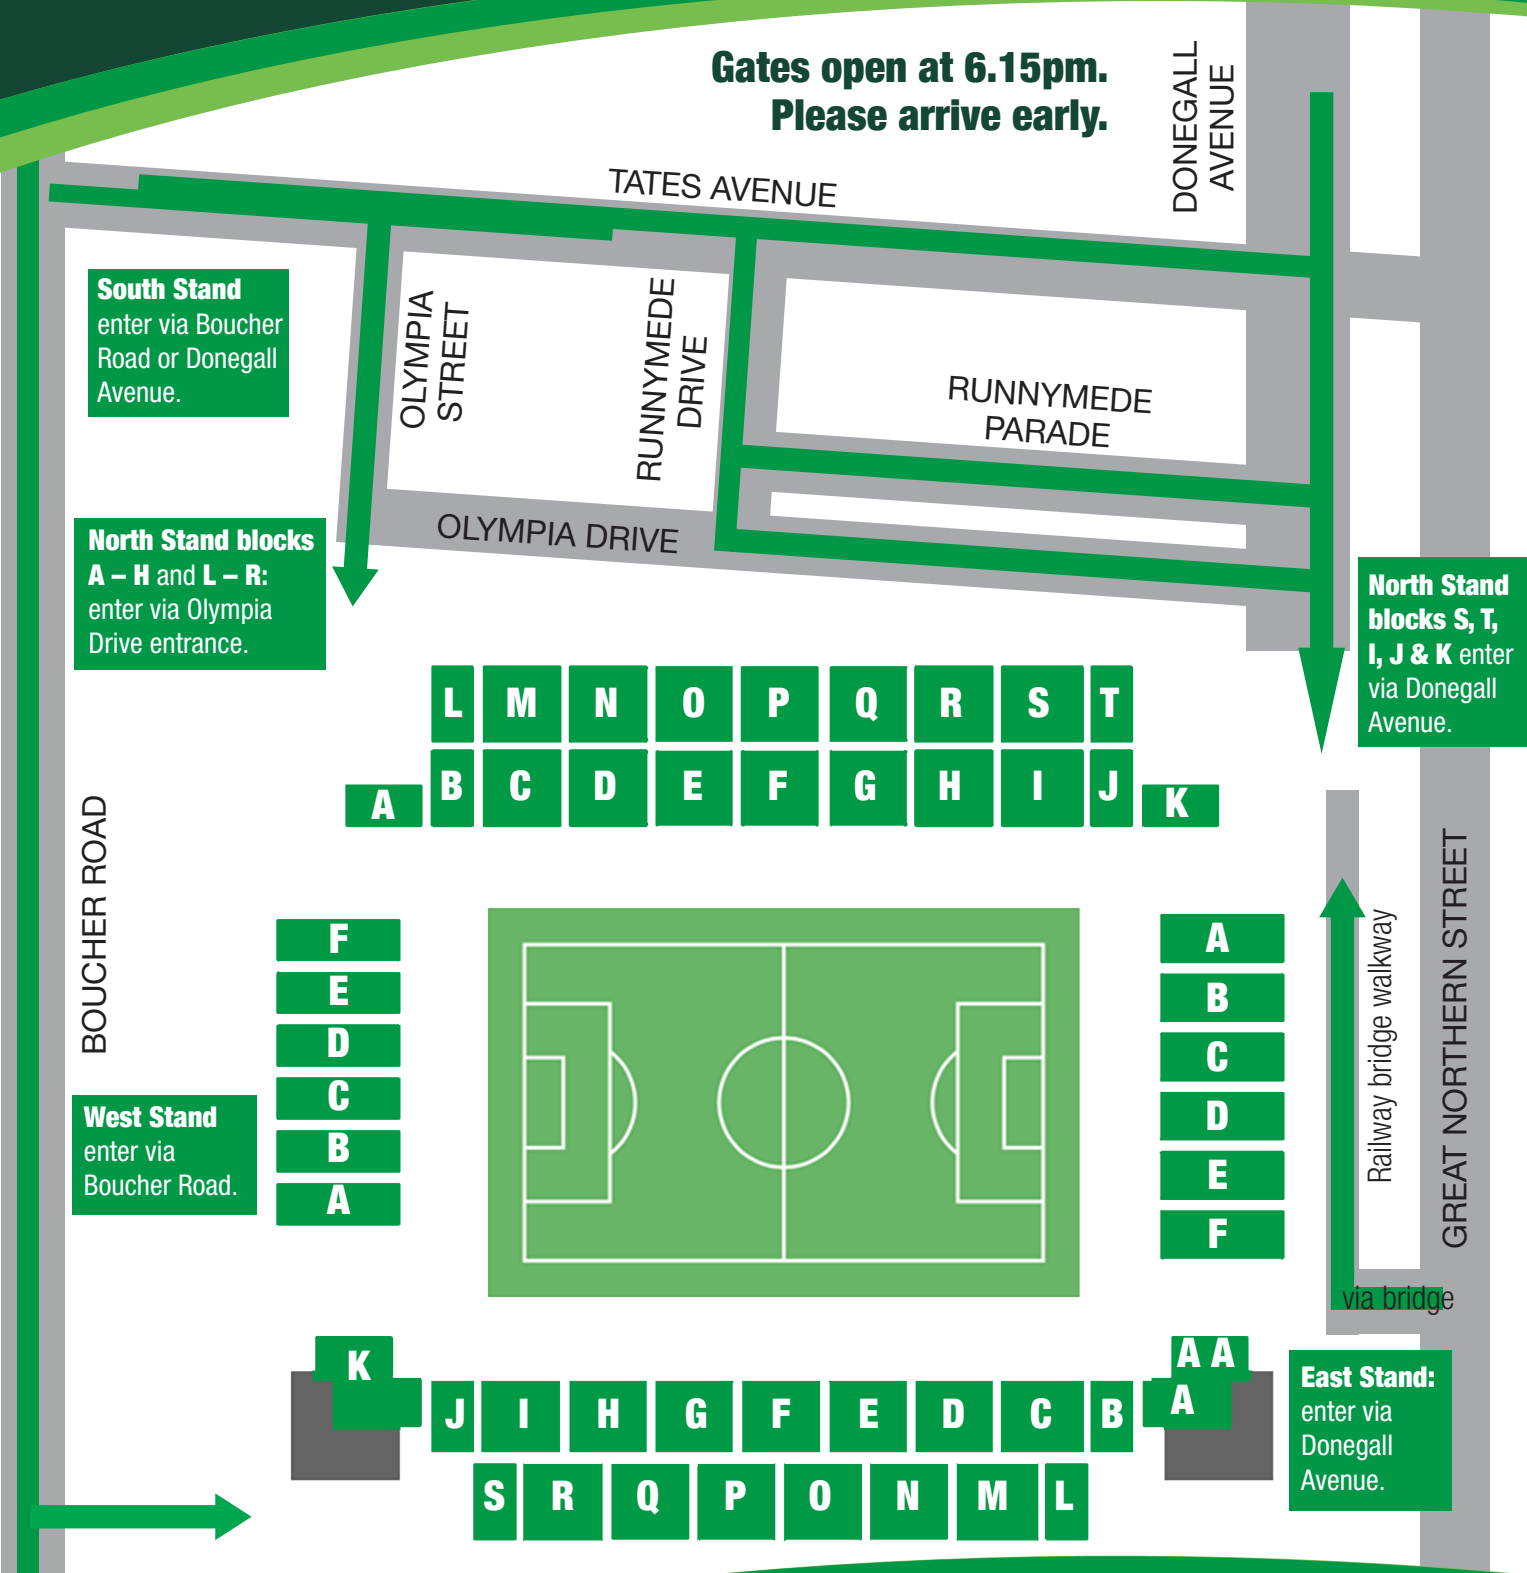 Gates open at 6.15pm.
Please arrive early.
DONEGALL
AVENUE
TATES AVENUE
South Stand
enter via Boucher
Road or Donegall
Avenue.
OLYMPIA
STREET
RUNNYMEDE
DRIVE
RUNNYMEDE
PARADE
OLYMPIA DRIVE
North Stand blocks
A – H and L – R:
enter via Olympia
Drive entrance.
North Stand
blocks S, T,
I, J & K enter
via Donegall
Avenue.
L M N O P Q R S T
A B C D E F G H I J K
BOUCHER ROAD
F
E
D
C
B
A
A
B
C
D
E
F
Railway bridge walkway
GREAT NORTHERN STREET
West Stand
enter via
Boucher Road.
via bridge
K
A A
J I H G F E D C B A
S R Q P O N M L
East Stand:
enter via
Donegall
Avenue.